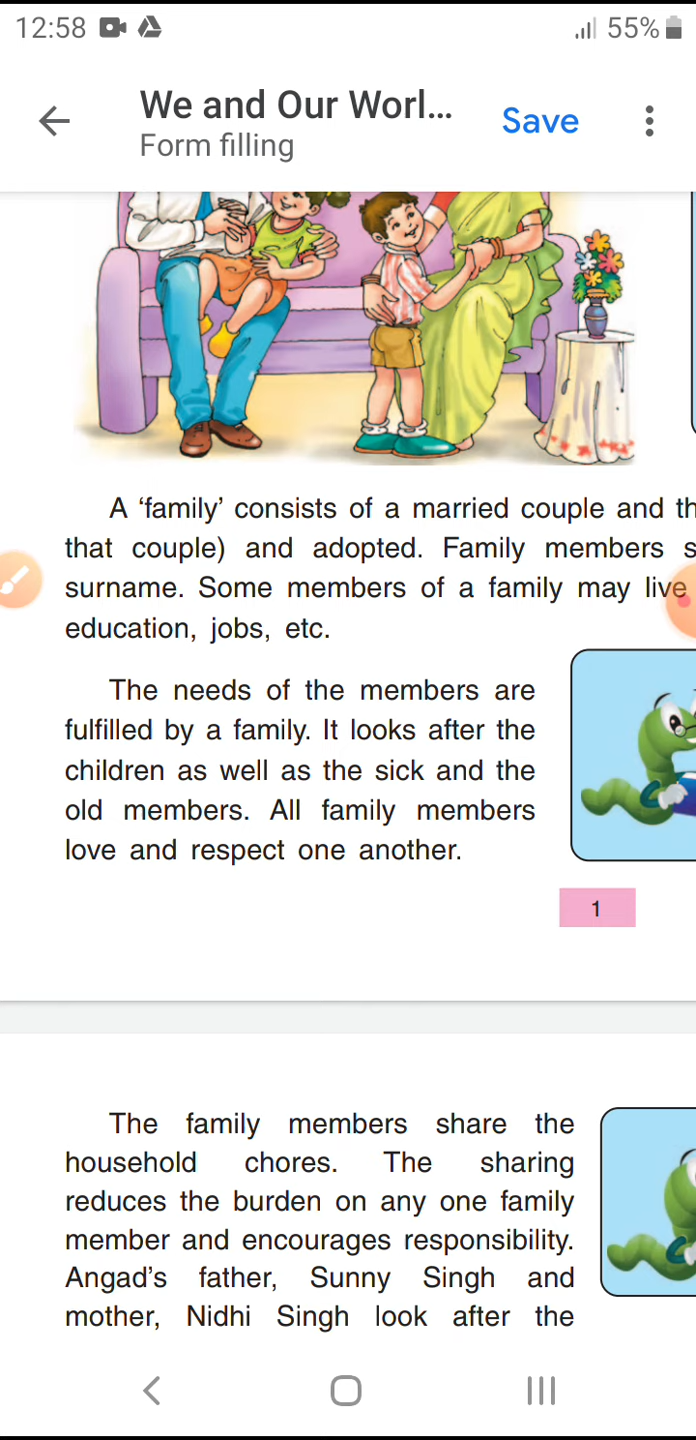 12:58
55%
We and Our Worl...
Form filling
Save
A ‘family’ consists of a married couple and
that couple) and adopted. Family members
surname. Some members of a family may live
education, jobs, etc.
The needs of the members are
fulfilled by a family. It looks after the
children as well as the sick and the
old members. All family members
love and respect one another.
1
The family members share the
household chores. The sharing
reduces the burden on any one family
member and encourages responsibility.
Angad’s father, Sunny Singh and
mother, Nidhi Singh look after the